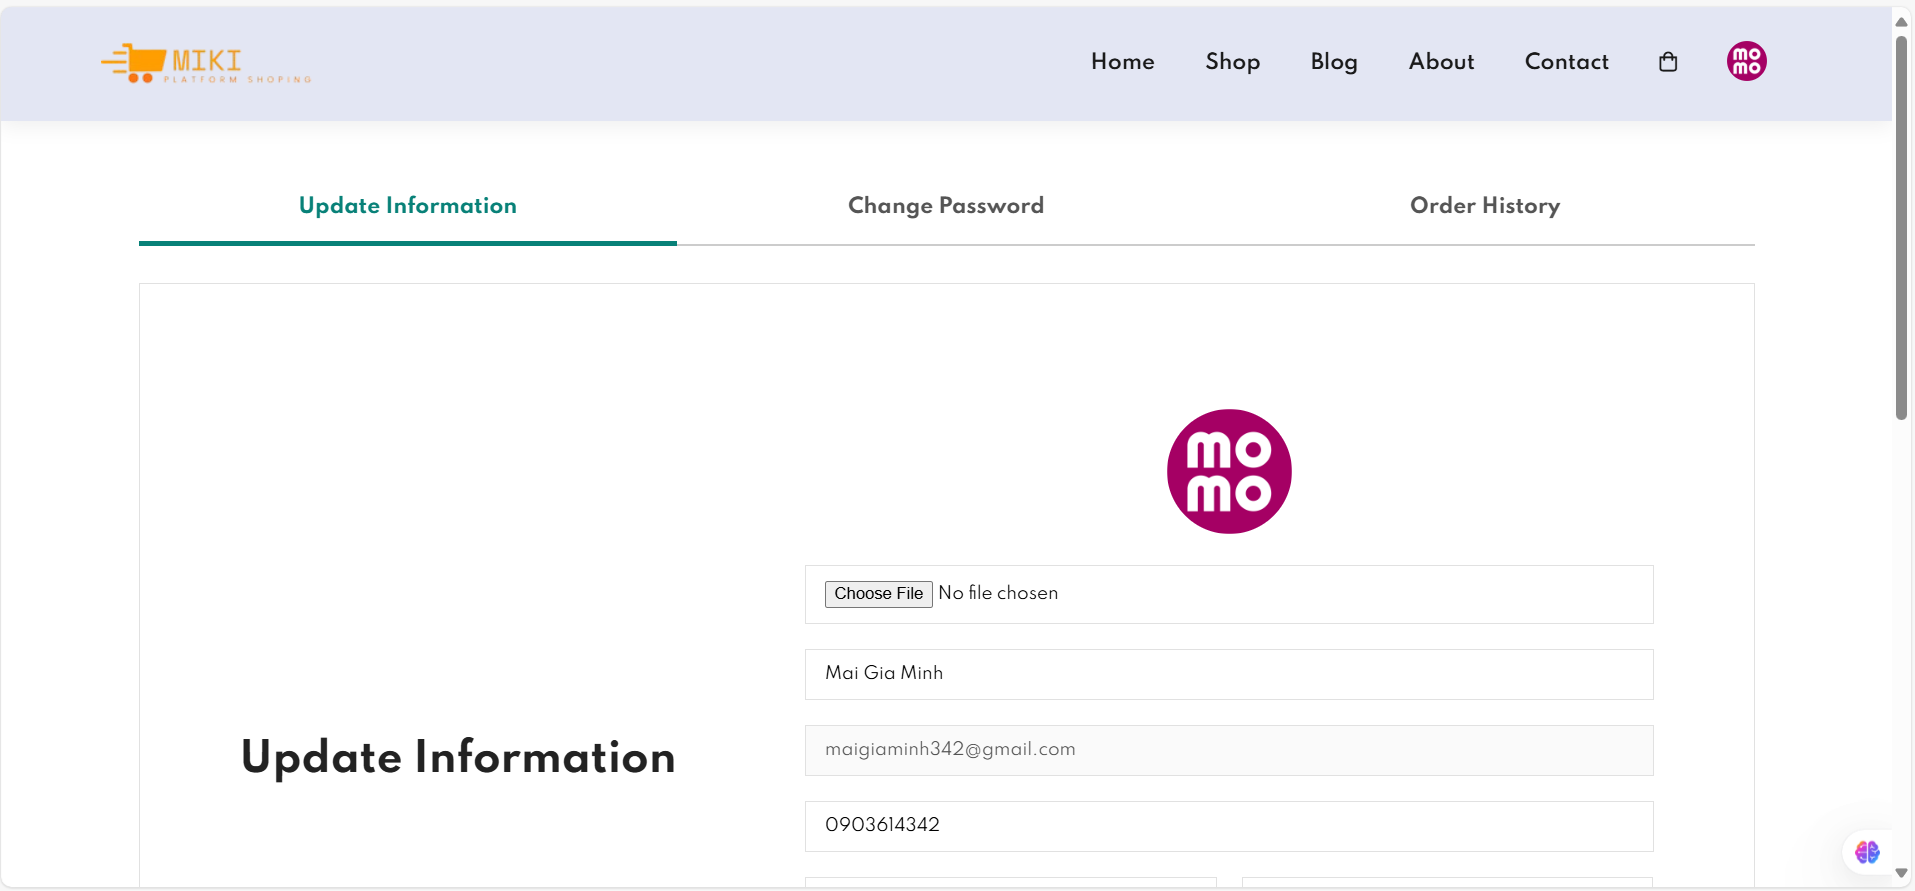 MIKI
PLATFORM SHOPING
Home Shop Blog About Contact
mo
mo
Update Information Change Password Order History
mo
mo
Choose File No file chosen
Mai Gia Minh
maigiaminh342@gmail.com
Update Information
0903614342